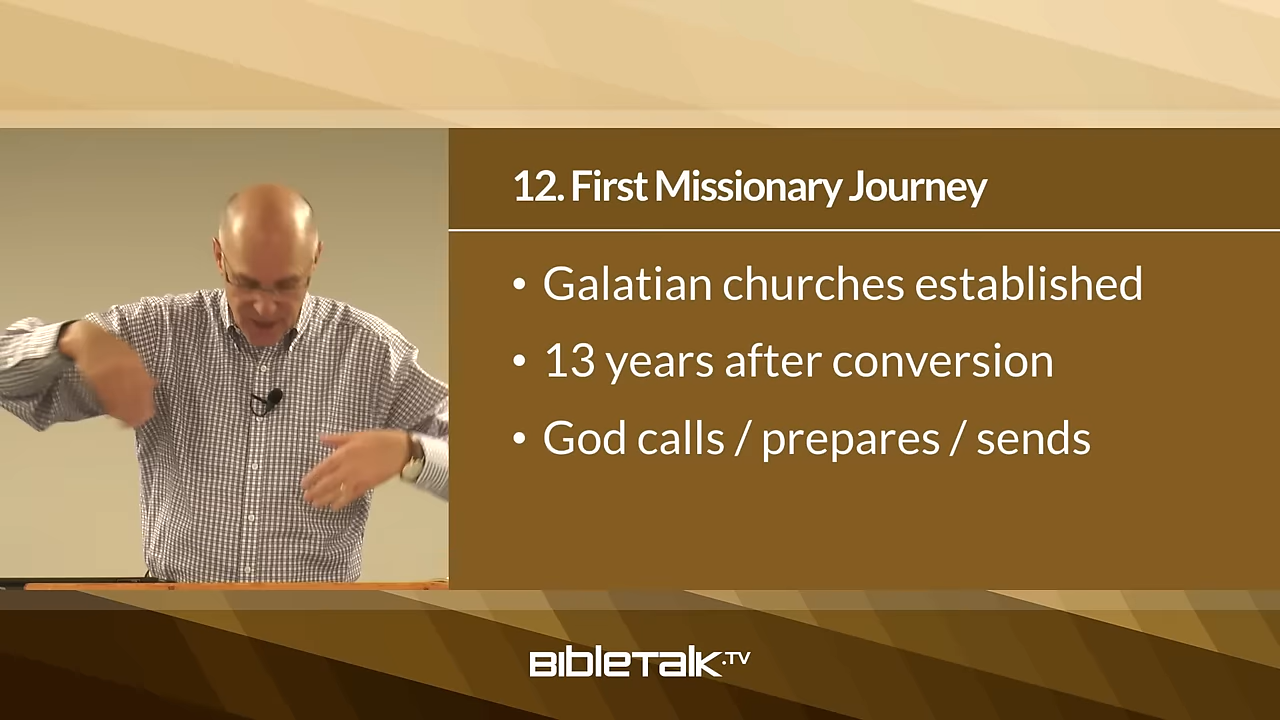 12. First Missionary Journey
• Galatian churches established
• 13 years after conversion
• God calls / prepares / sends
BibleTalk.TV